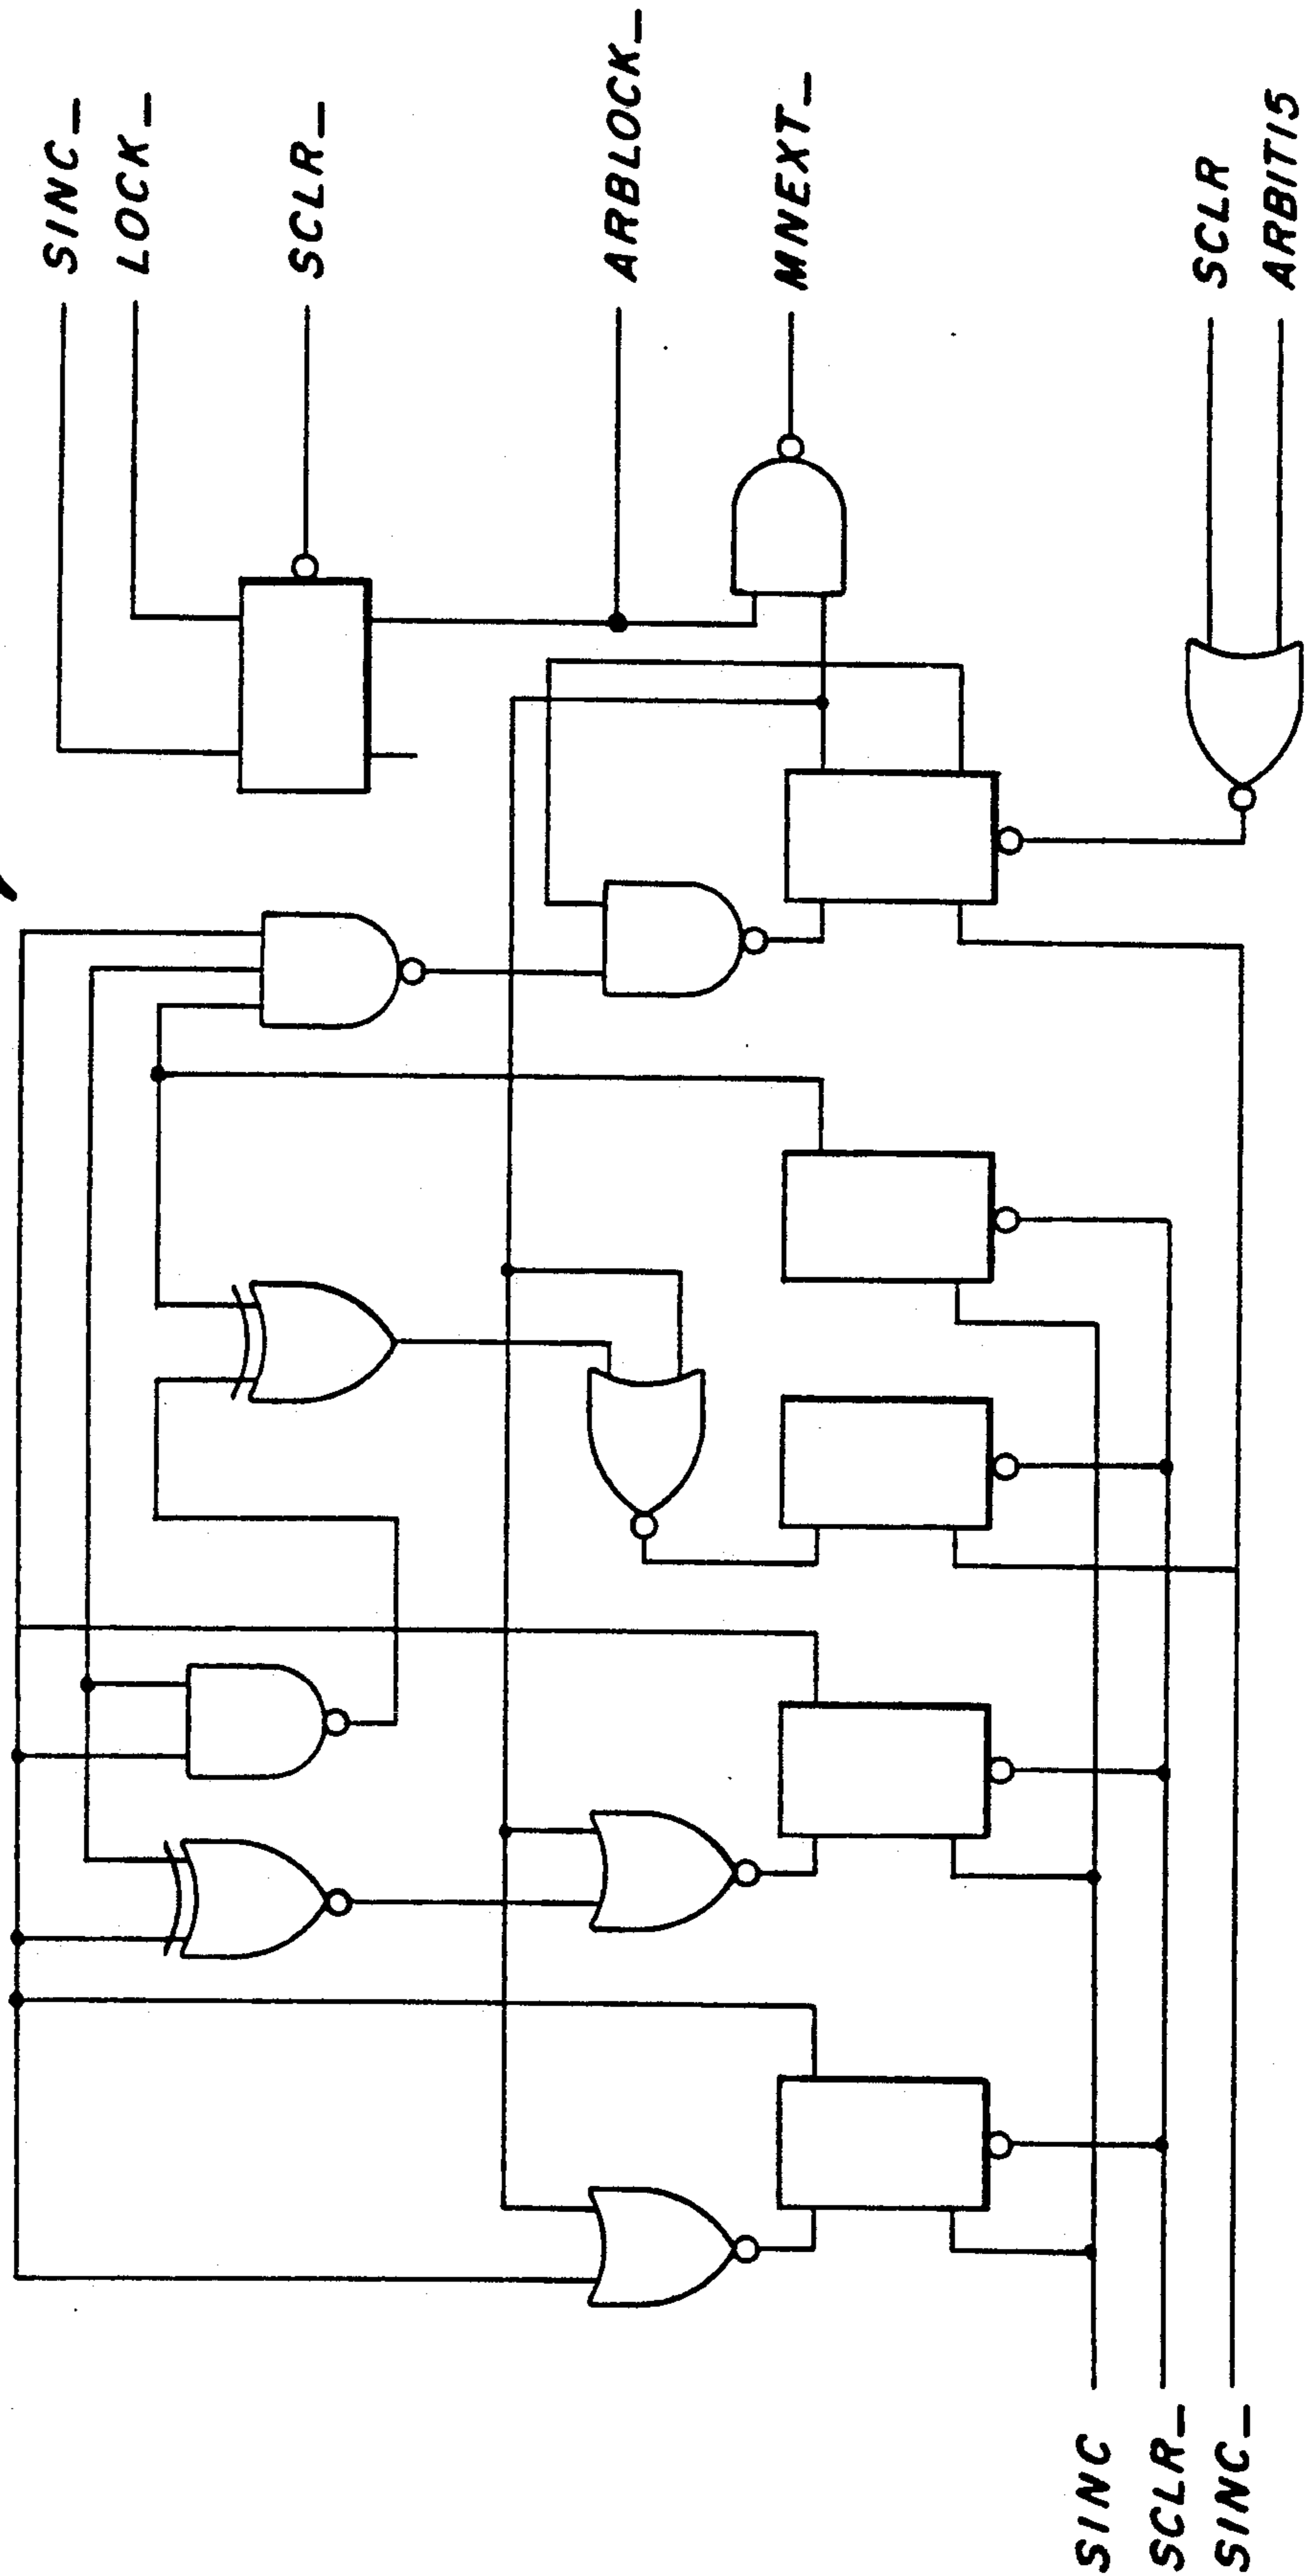 SINC_
LOCK_
SCLR_
ARBLOCK_
MNEXT_
SCLR
ARBIT15
SINC
SCLR_
SINC_